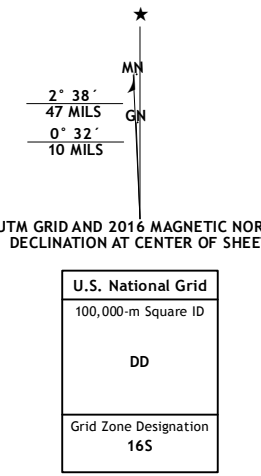 MN
2° 38´
47 MILS
GN
0° 32´
10 MILS
UTM GRID AND 2016 MAGNETIC NOR
DECLINATION AT CENTER OF SHEE
U.S. National Grid
100,000-m Square ID
DD
Grid Zone Designation
16S